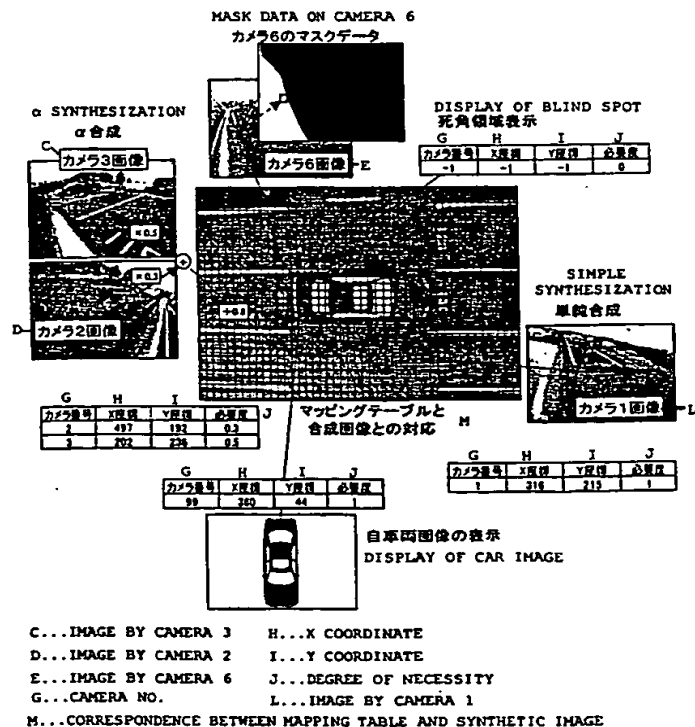 MASK DATA ON CAMERA 6
カメラ6のマスクデータ
α SYNTHESIZATION
α合成
C
カメラ3画像
×0.5
×0.3
D
カメラ2画像
カメラ6画像
E
DISPLAY OF BLIND SPOT
死角領域表示
G H I J
カメラ番号 X座標 Y座標 必要度
-1 -1 -1 0
÷0.8
SIMPLE
SYNTHESIZATION
単純合成
カメラ1画像
L
G H I J
カメラ番号 X座標 Y座標 必要度
2 497 192 0.3
3 202 236 0.5
マッピングテーブルと
合成画像との対応
M
G H I J
カメラ番号 X座標 Y座標 必要度
1 316 215 1
G H I J
カメラ番号 X座標 Y座標 必要度
99 360 44 1
自車両画像の表示
DISPLAY OF CAR IMAGE
C...IMAGE BY CAMERA 3
D...IMAGE BY CAMERA 2
E...IMAGE BY CAMERA 6
G...CAMERA NO.
H...X COORDINATE
I...Y COORDINATE
J...DEGREE OF NECESSITY
L...IMAGE BY CAMERA 1
M...CORRESPONDENCE BETWEEN MAPPING TABLE AND SYNTHETIC IMAGE